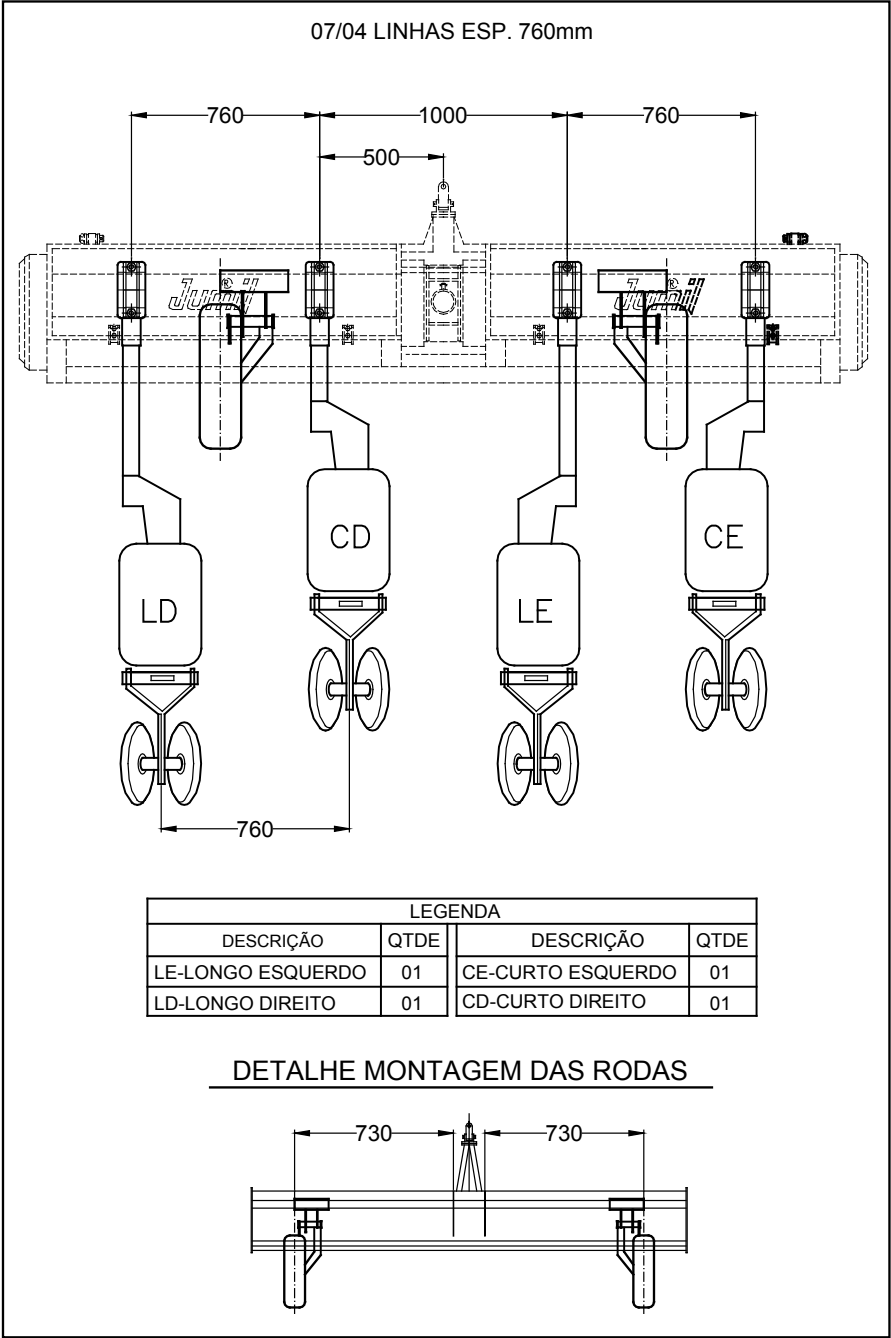 07/04 LINHAS ESP. 760mm
760 1000 760
500
Jumil® Jumil
CD CE
LD LE
760
LEGENDA
DESCRIÇÃO QTDE DESCRIÇÃO QTDE
LE-LONGO ESQUERDO 01 CE-CURTO ESQUERDO 01
LD-LONGO DIREITO 01 CD-CURTO DIREITO 01
DETALHE MONTAGEM DAS RODAS
730 730